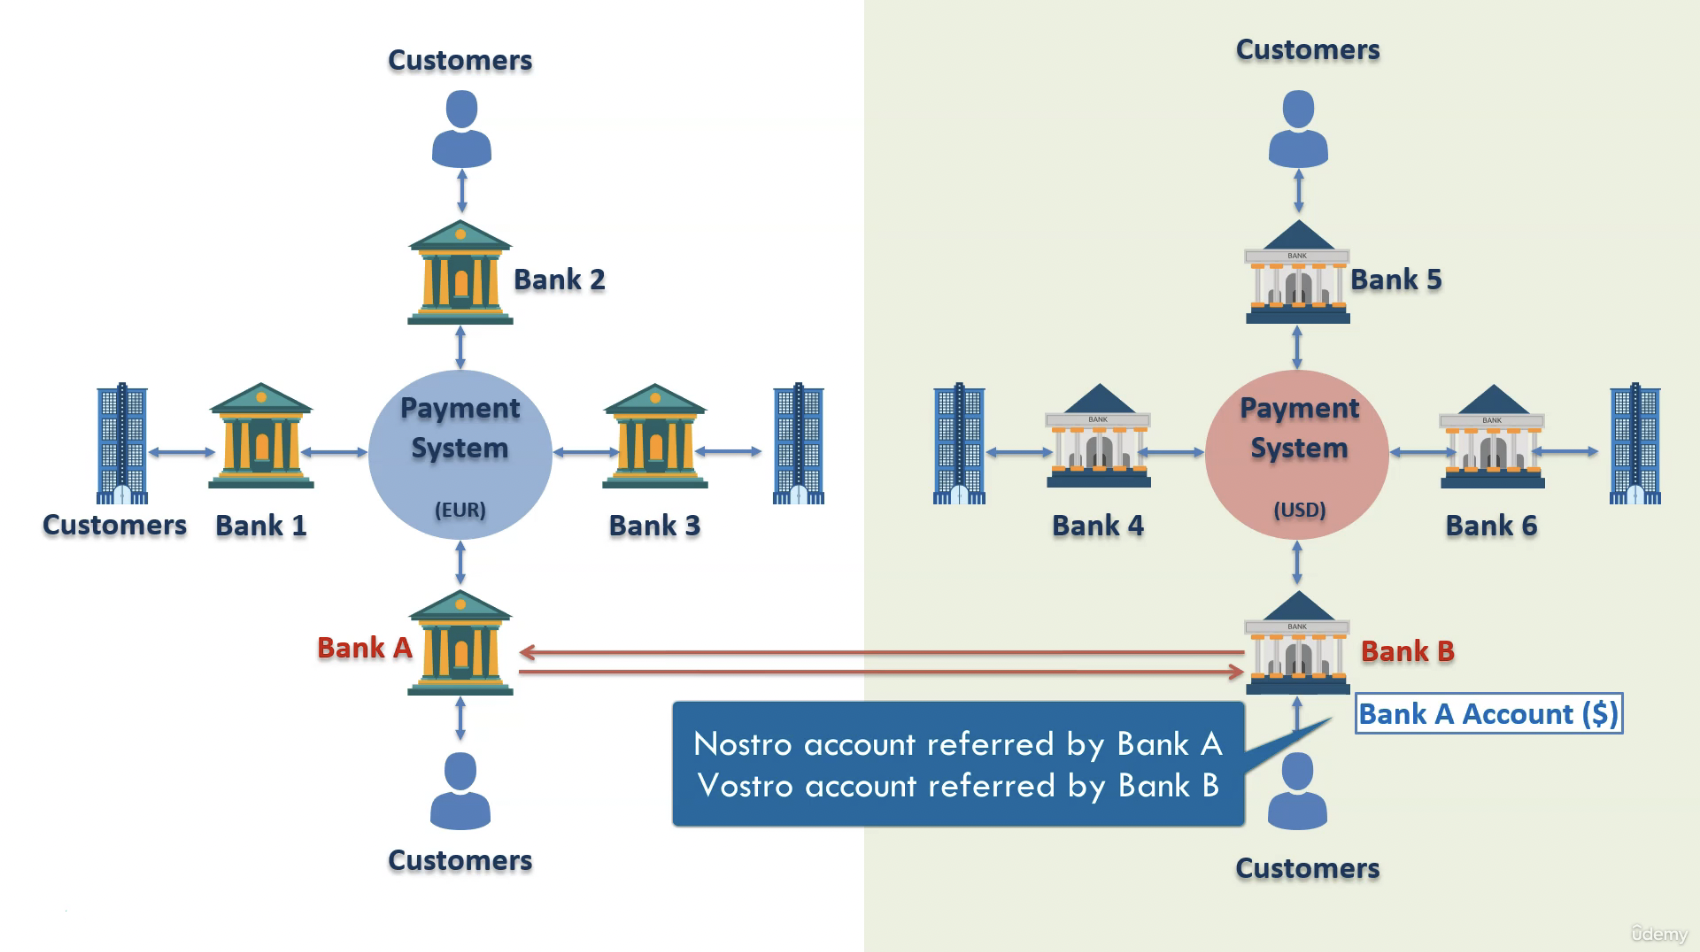 Customers
Customers
Bank 2
BANK
Bank 5
Payment
System
(EUR)
Payment
System
(USD)
BANK
BANK
Customers
Bank 1
Bank 3
Bank 4
Bank 6
Bank A
BANK
Bank B
Bank A Account ($)
Nostro account referred by Bank A
Vostro account referred by Bank B
Customers
Customers
ûdemy